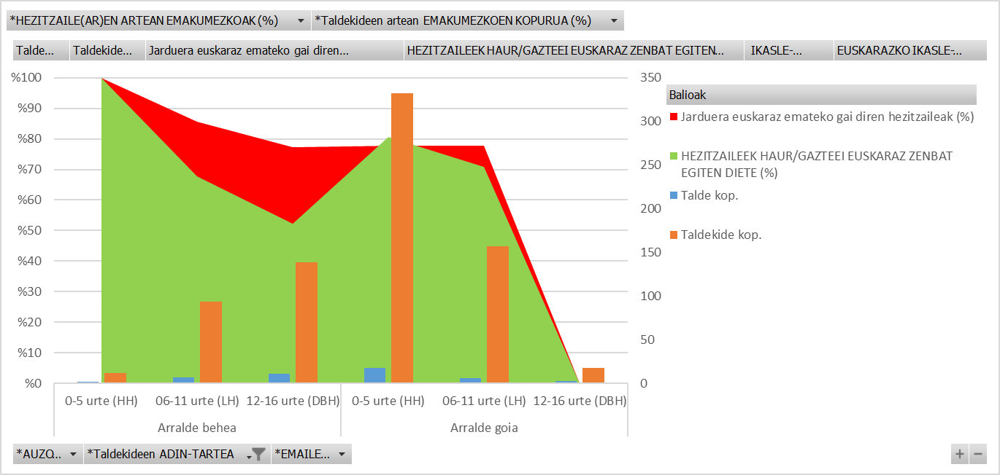 *HEZITZAILE(AR)EN ARTEAN EMAKUMEZKOAK (%) *Taldekideen artean EMAKUMEZKOEN KOPURUA (%)
Talde... Taldekide... Jarduera euskaraz emateko gai diren... HEZITZAILEEK HAUR/GAZTEEI EUSKARAZ ZENBAT EGITEN... IKASLE-... EUSKARAZKO IKASLE-...
%100
%90
%80
%70
%60
%50
%40
%30
%20
%10
%0
350
300
250
200
150
100
50
0
Balioak
Jarduera euskaraz emateko gai diren hezitzaileak (%)
HEZITZAILEEK HAUR/GAZTEEI EUSKARAZ ZENBAT
EGITEN DIETE (%)
Talde kop.
Taldekide kop.
0-5 urte (HH) 06-11 urte (LH) 12-16 urte (DBH) 0-5 urte (HH) 06-11 urte (LH) 12-16 urte (DBH)
Arralde behea Arralde goia
*AUZO... *Taldekideen ADIN-TARTEA *EMAILE...